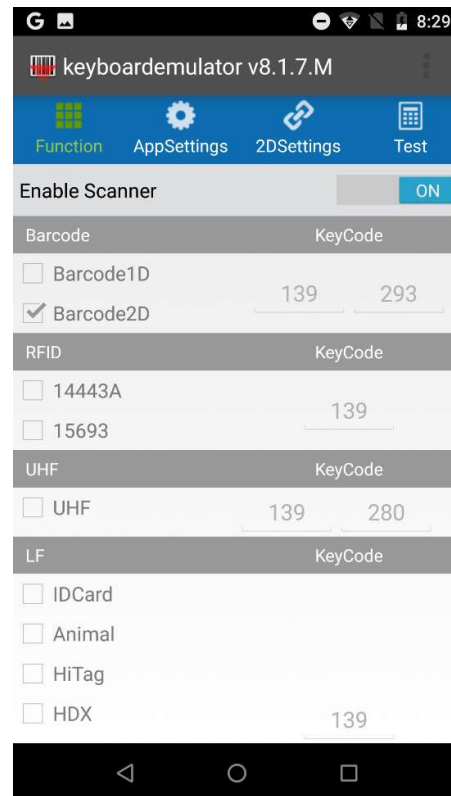 G 8:29
keyboardemulator v8.1.7.M
Function AppSettings 2DSettings Test
Enable Scanner ON
Barcode KeyCode
Barcode1D
139 293
Barcode2D
RFID KeyCode
14443A
139
15693
UHF KeyCode
UHF 139 280
LF KeyCode
IDCard
Animal
HiTag
HDX 139